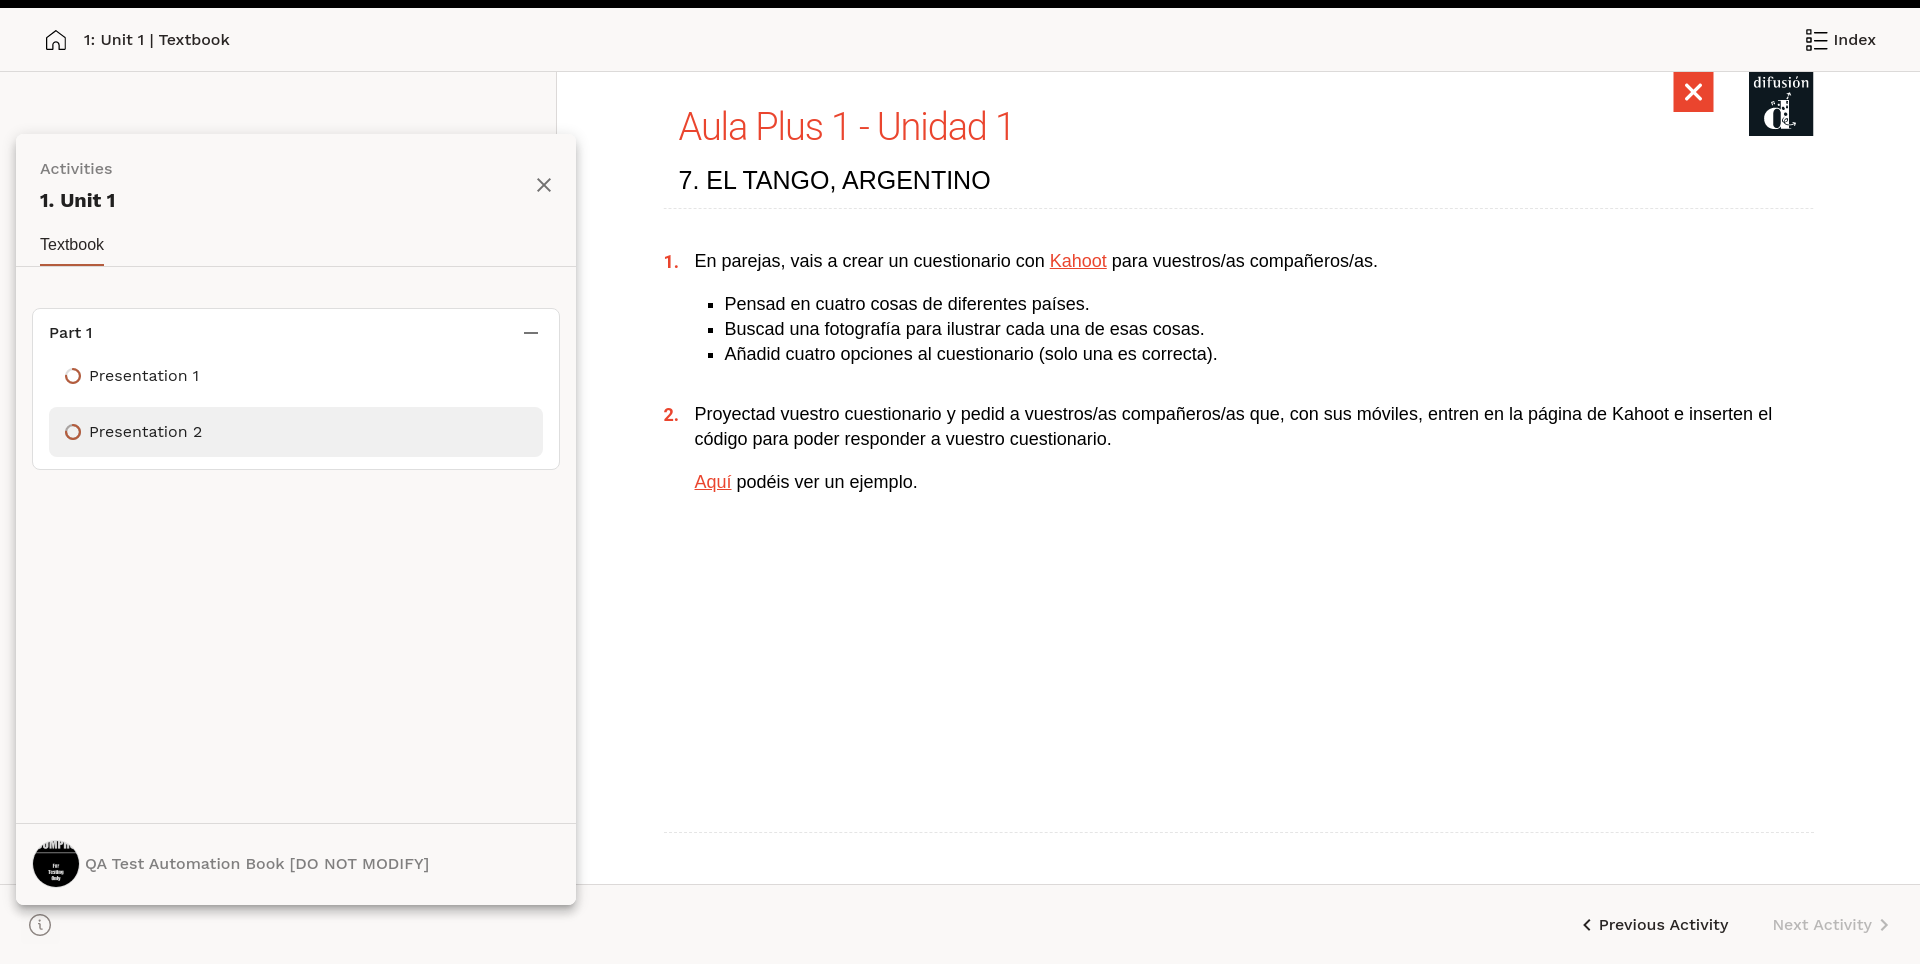 1: Unit 1 | Textbook
Index
Activities
1. Unit 1
Textbook
Part 1
Presentation 1
Presentation 2
QA Test Automation Book [DO NOT MODIFY]
For
Testing
Only
difusión
Aula Plus 1 - Unidad 1
7. EL TANGO, ARGENTINO
1. En parejas, vais a crear un cuestionario con Kahoot para vuestros/as compañeros/as.
▪ Pensad en cuatro cosas de diferentes países.
▪ Buscad una fotografía para ilustrar cada una de esas cosas.
▪ Añadid cuatro opciones al cuestionario (solo una es correcta).
2. Proyectad vuestro cuestionario y pedid a vuestros/as compañeros/as que, con sus móviles, entren en la página de Kahoot e inserten el
código para poder responder a vuestro cuestionario.
Aquí podéis ver un ejemplo.
Previous Activity
Next Activity